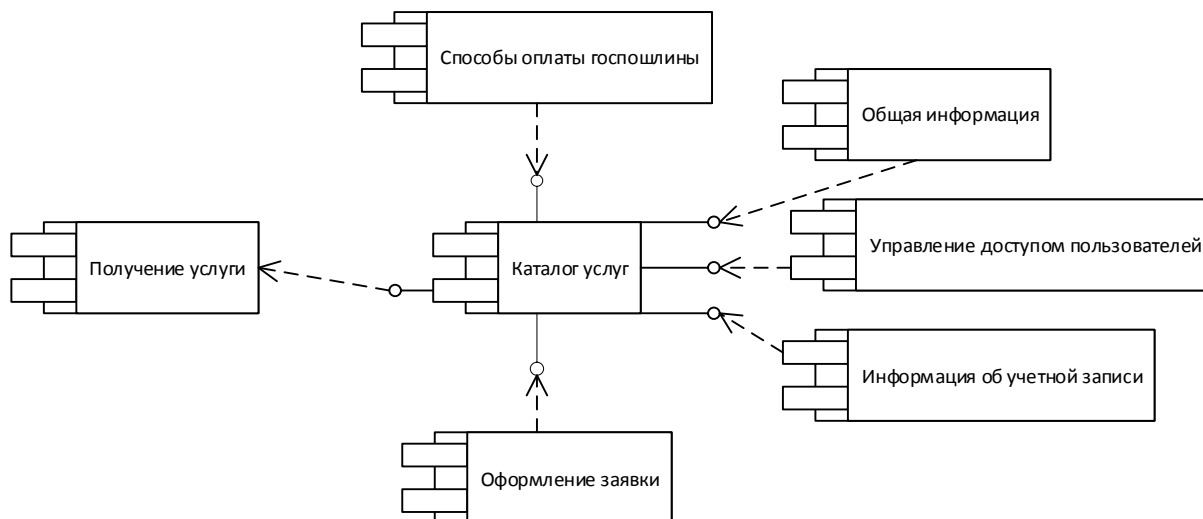 Способы оплаты госпошлины
Общая информация
Получение услуги
Каталог услуг
Управление доступом пользователей
Информация об учетной записи
Оформление заявки